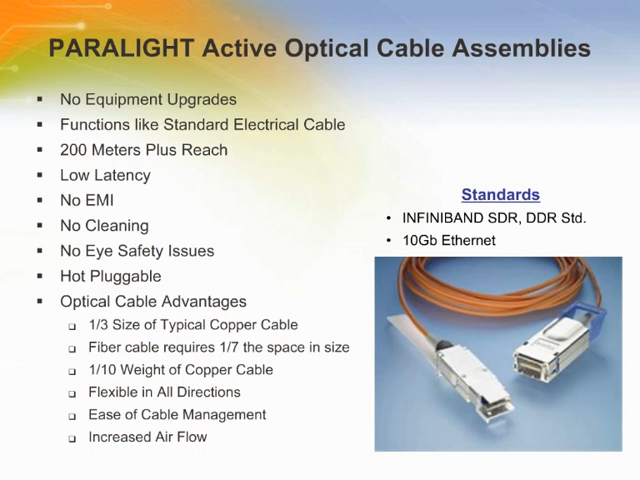 PARALIGHT Active Optical Cable Assemblies
▪ No Equipment Upgrades
▪ Functions like Standard Electrical Cable
▪ 200 Meters Plus Reach
▪ Low Latency
▪ No EMI
▪ No Cleaning
▪ No Eye Safety Issues
▪ Hot Pluggable
▪ Optical Cable Advantages
❑ 1/3 Size of Typical Copper Cable
❑ Fiber cable requires 1/7 the space in size
❑ 1/10 Weight of Copper Cable
❑ Flexible in All Directions
❑ Ease of Cable Management
❑ Increased Air Flow
Standards
• INFINIBAND SDR, DDR Std.
• 10Gb Ethernet